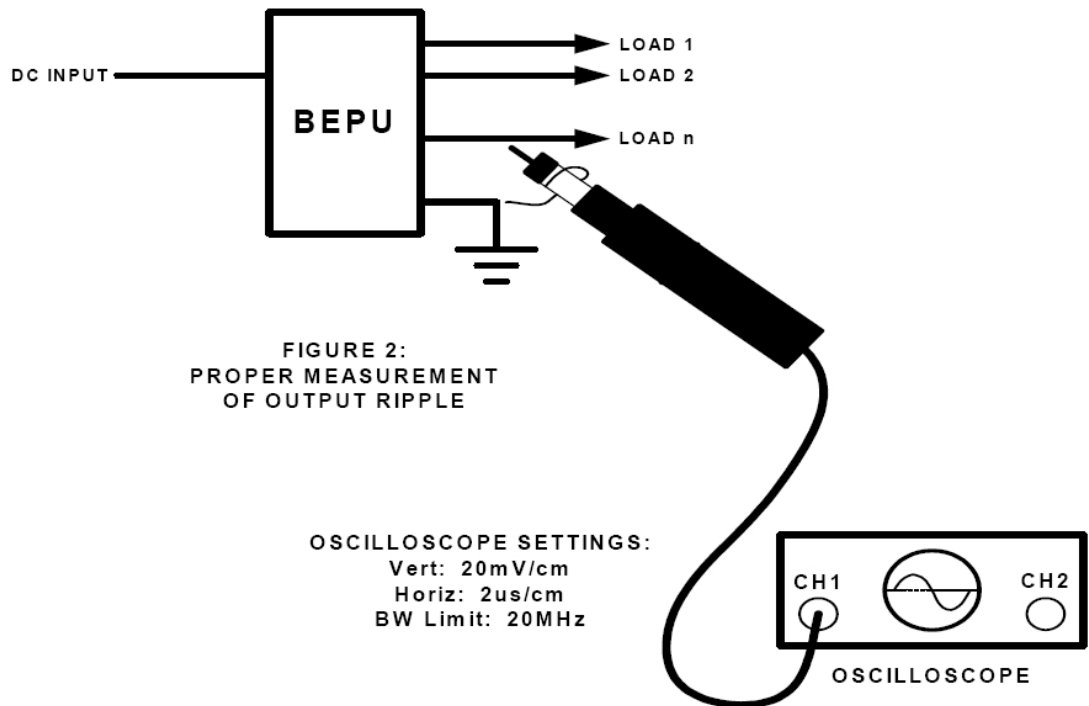 LOAD 1
DC INPUT
LOAD 2
BEPU
LOAD n
FIGURE 2:
PROPER MEASUREMENT
OF OUTPUT RIPPLE
OSCILLOSCOPE SETTINGS:
Vert: 20mV/cm
Horiz: 2us/cm
BW Limit: 20MHz
CH1
CH2
OSCILLOSCOPE